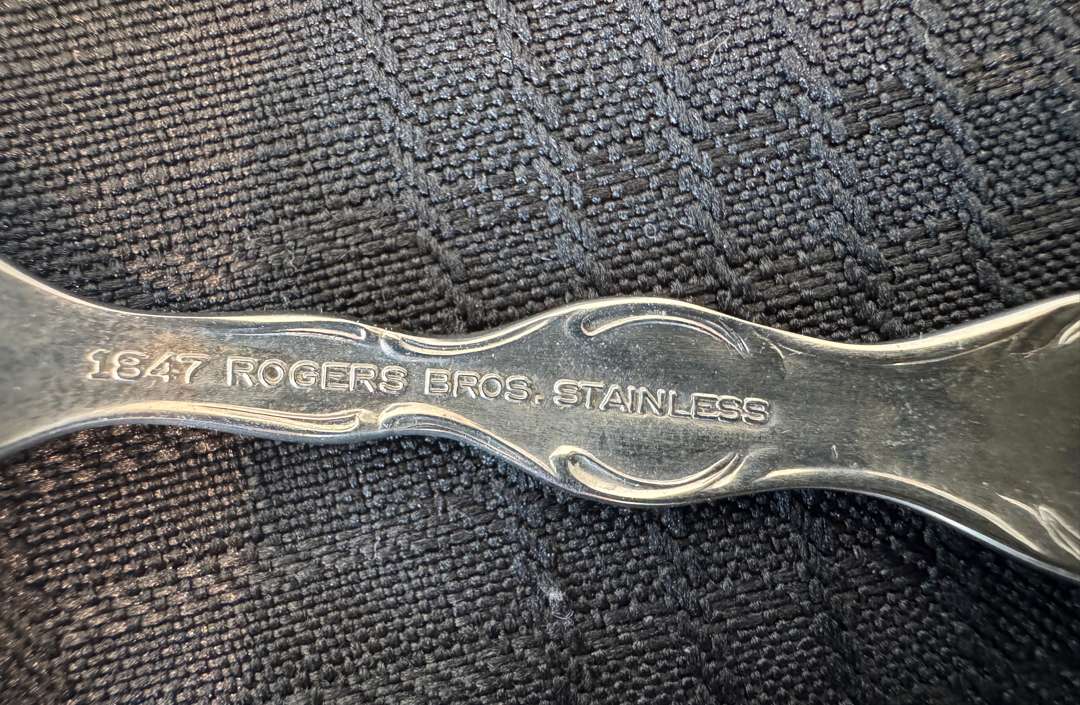 1847 ROGERS BROS. STAINLESS